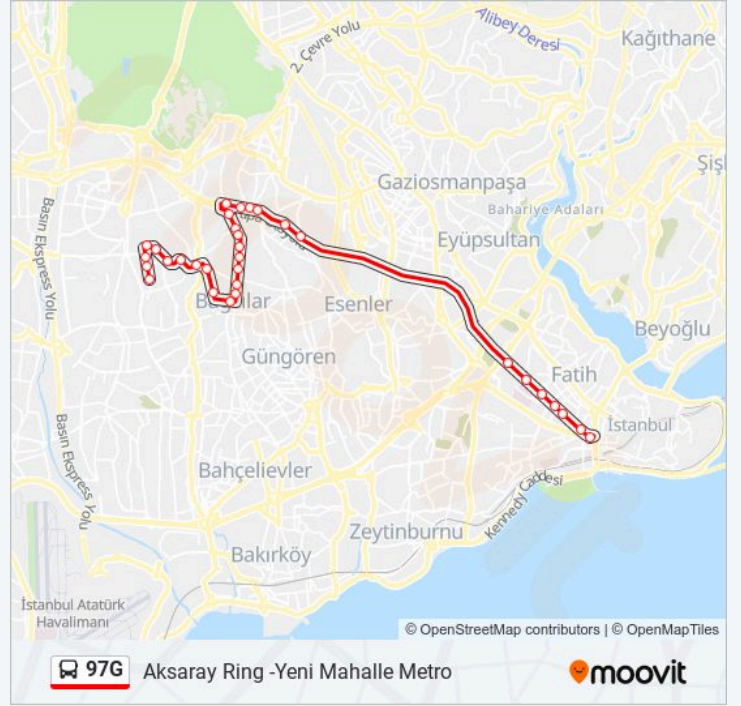 Alibey Deresi
Kağıthane
2. Çevre Yolu
Gaziosmanpaşa
Bahariye Adaları
Basın Ekspress Yolu
Eyüpsultan
Esenler
Beyoğlu
Güngören
Fatih
İstanbul
Basın Ekspress Yolu
Bahçelievler
Kennedy Caddesi
Zeytinburnu
Bakırköy
İstanbul Atatürk
Havalimanı
© OpenStreetMap contributors | © OpenMapTiles
97G
Aksaray Ring -Yeni Mahalle Metro
moovit